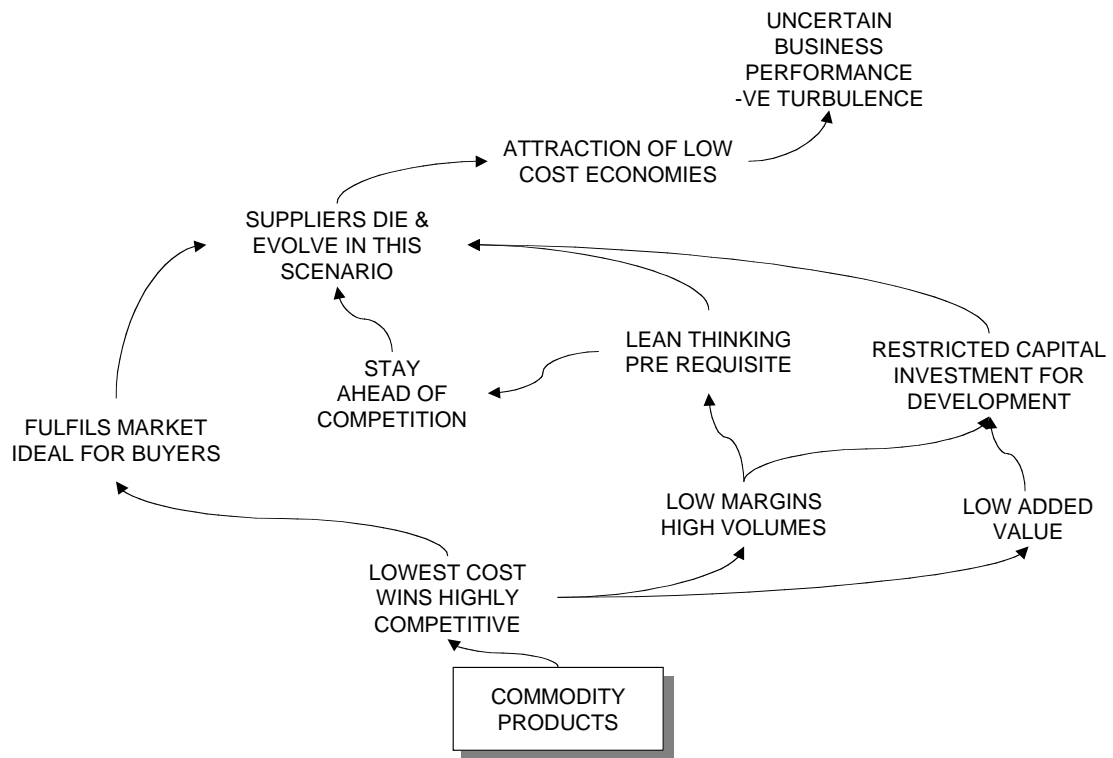 UNCERTAIN
BUSINESS
PERFORMANCE
-VE TURBULENCE
ATTRACTION OF LOW
COST ECONOMIES
SUPPLIERS DIE &
EVOLVE IN THIS
SCENARIO
LEAN THINKING
PRE REQUISITE
RESTRICTED CAPITAL
INVESTMENT FOR
DEVELOPMENT
STAY
AHEAD OF
COMPETITION
FULFILS MARKET
IDEAL FOR BUYERS
LOW MARGINS
HIGH VOLUMES
LOW ADDED
VALUE
LOWEST COST
WINS HIGHLY
COMPETITIVE
COMMODITY
PRODUCTS